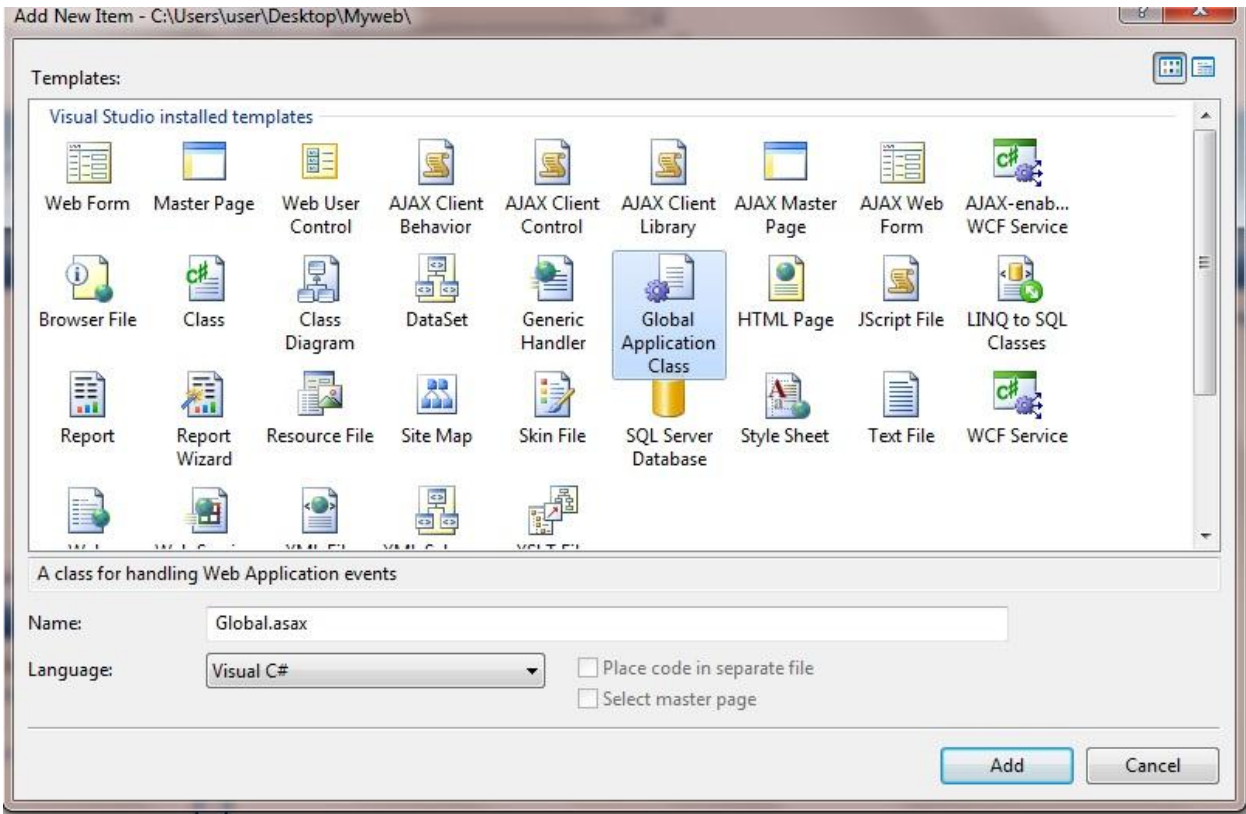 Add New Item - C:\Users\user\Desktop\Myweb\
Templates:
Visual Studio installed templates
Web Form
Master Page
Web User
Control
AJAX Client
Behavior
AJAX Client
Control
AJAX Client
Library
AJAX Master
Page
AJAX Web
Form
AJAX-enab...
WCF Service
Browser File
Class
Class
Diagram
DataSet
Generic
Handler
Global
Application
Class
HTML Page
JScript File
LINQ to SQL
Classes
Report
Report
Wizard
Resource File
Site Map
Skin File
SQL Server
Database
Style Sheet
Text File
WCF Service
A class for handling Web Application events
Name:
Global.asax
Language:
Visual C#
Place code in separate file
Select master page
Add
Cancel